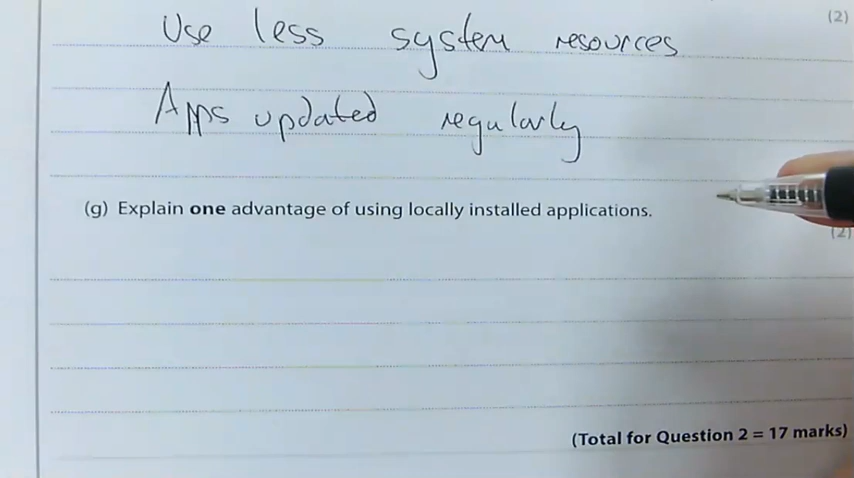 (2)
Use less system resources
Apps updated regularly
(g) Explain one advantage of using locally installed applications.
(2)
(Total for Question 2 = 17 marks)